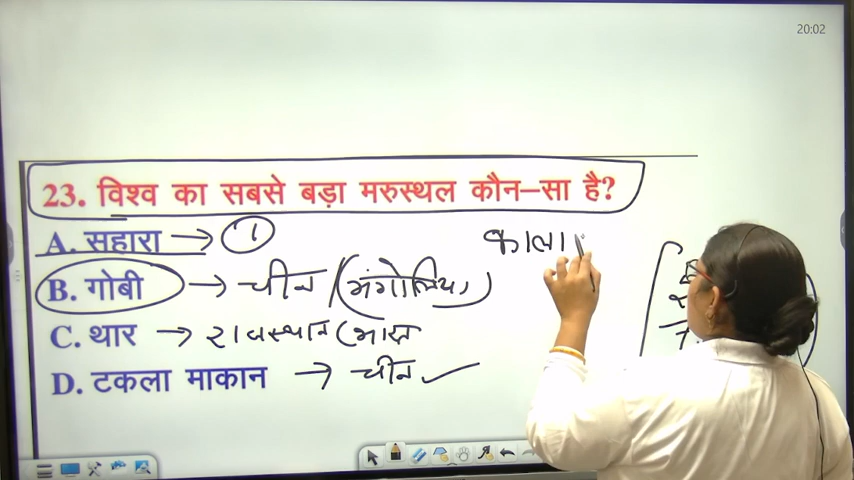 20:02
23. विश्व का सबसे बड़ा मरुस्थल कौन–सा है?
A. सहारा → 1
काला
B. गोबी → चीन / (मंगोलिया)
C. थार → राजस्थान (भारत
D. टकला माकान → चीन ✓